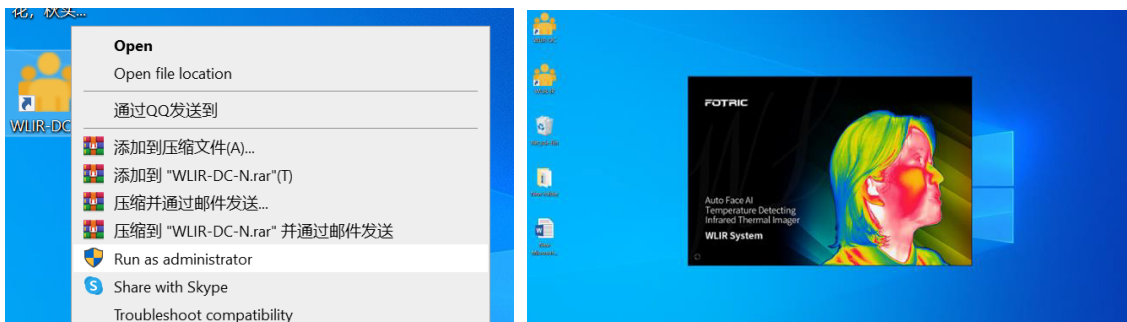 Open
Open file location
通过QQ发送到
WLIR-DC
添加到压缩文件(A)...
添加到 "WLIR-DC-N.rar"(T)
压缩并通过邮件发送...
压缩到 "WLIR-DC-N.rar" 并通过邮件发送
Run as administrator
Share with Skype
Troubleshoot compatibility
FOTRIC
Auto Face AI
Temperature Detecting
Infrared Thermal Imager
WLIR System